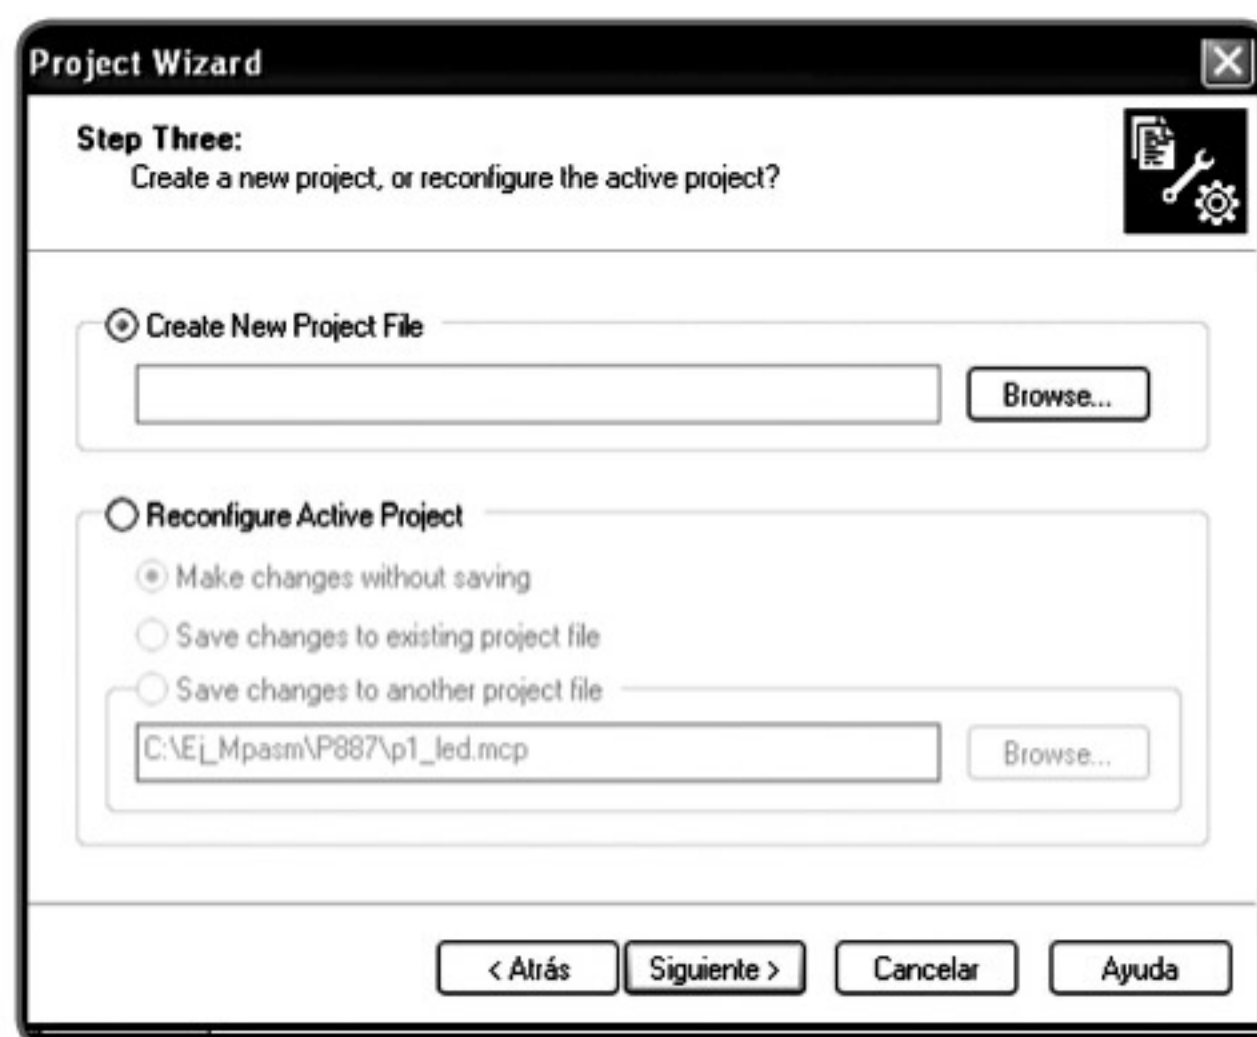 Project Wizard
Step Three:
Create a new project, or reconfigure the active project?
Create New Project File
Browse...
Reconfigure Active Project
Make changes without saving
Save changes to existing project file
Save changes to another project file
C:\Ej_Mpasm\P887\p1_led.mcp
Browse...
< Atrás
Siguiente >
Cancelar
Ayuda